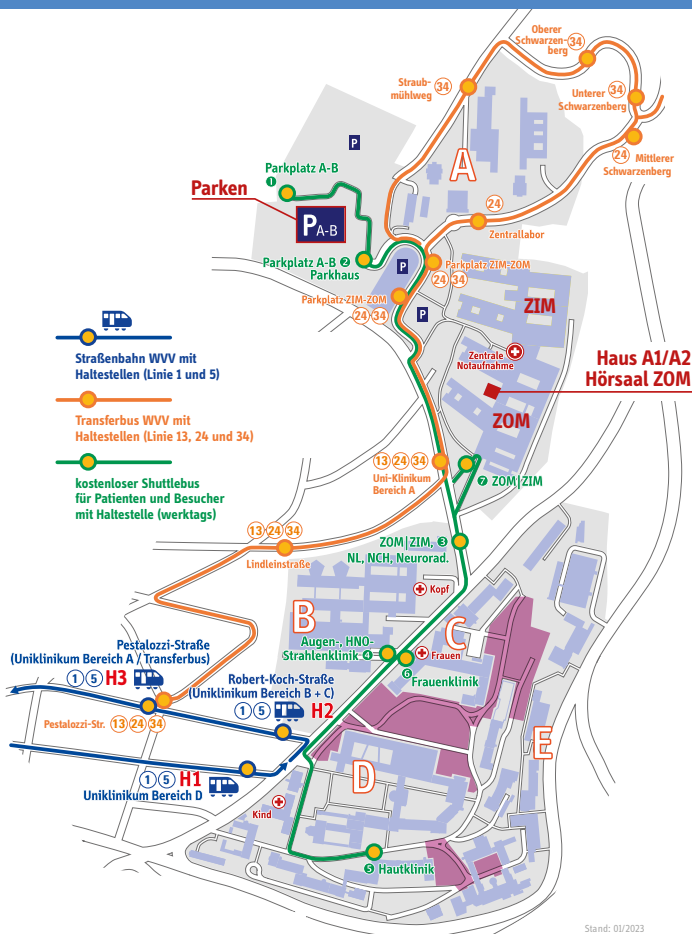 Oberer
Schwarzen-
berg 34
Straub-
mühlweg 34
Unterer 34
Schwarzenberg
24 Mittlerer
Schwarzenberg
P
A
Parkplatz A-B
1
Parken
P A-B
24
Zentrallabor
Parkplatz A-B 2
Parkhaus
P
Parkplatz ZIM-ZOM
24 34
Parkplatz ZIM-ZOM
24 34
P
ZIM
Zentrale
Notaufnahme
Haus A1/A2
Hörsaal ZOM
ZOM
Straßenbahn WVV mit
Haltestellen (Linie 1 und 5)
Transferbus WVV mit
Haltestellen (Linie 13, 24 und 34)
kostenloser Shuttlebus
für Patienten und Besucher
mit Haltestelle (werktags)
13 24 34
Uni-Klinikum
Bereich A
7 ZOM|ZIM
13 24 34
Lindleinstraße
ZOM|ZIM, 3
NL, NCH, Neurorad.
Kopf
B
C
Augen-, HNO-
Strahlenklinik 4
Frauen
6
Frauenklinik
Pestalozzi-Straße
(Uniklinikum Bereich A / Transferbus)
1 5 H3
Robert-Koch-Straße
(Uniklinikum Bereich B + C)
1 5 H2
Pestalozzi-Str. 13 24 34
E
D
1 5 H1
Uniklinikum Bereich D
Kind
5 Hautklinik
Stand: 01/2023